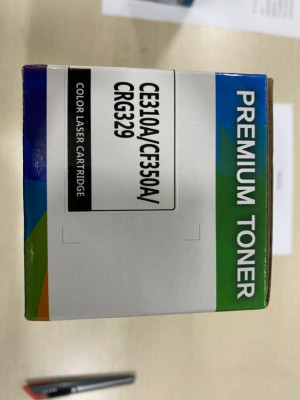 PREMIUM TONER
CE310A/CF350A/
CRG329
COLOR LASER CARTRIDGE